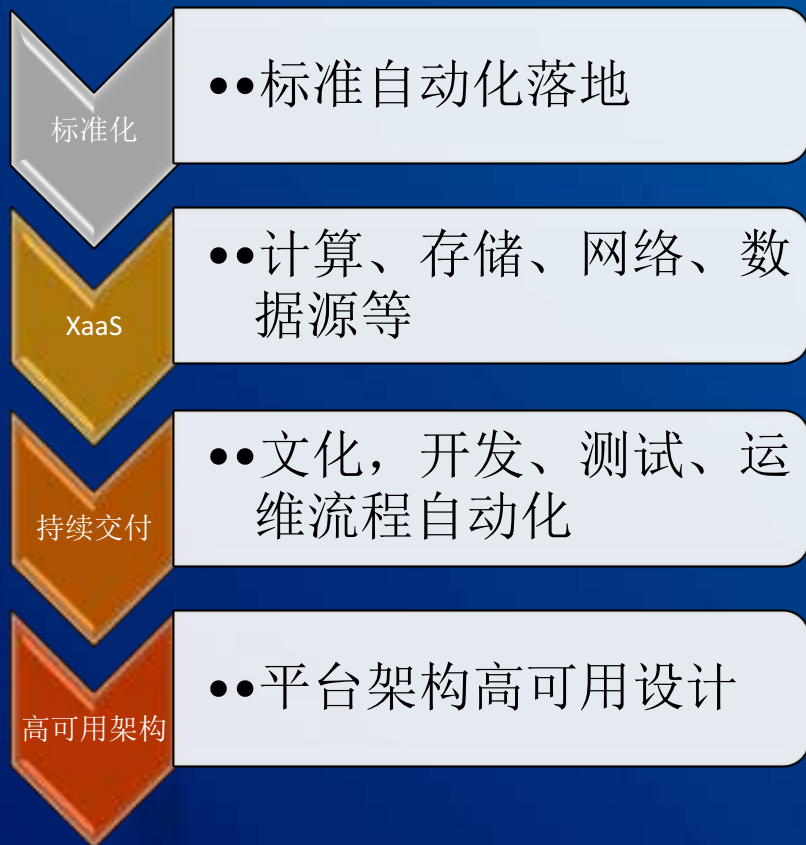 标准化
••标准自动化落地
XaaS
••计算、存储、网络、数
据源等
持续交付
••文化，开发、测试、运
维流程自动化
高可用架构
••平台架构高可用设计